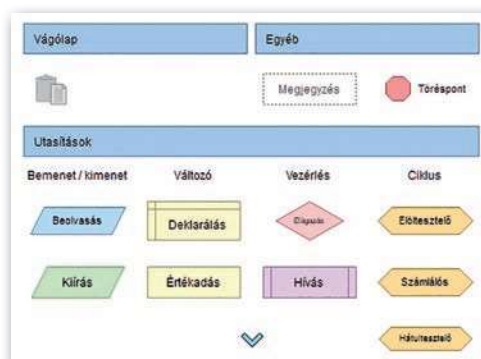 Vágólap
Egyéb
Megjegyzés
Töréspont
Utasítások
Bemenet / kimenet
Változó
Vezérlés
Ciklus
Beolvasás
Deklarálás
Elágazás
Elöltesztelő
Kiírás
Értékadás
Hívás
Számlálós
Hátultesztelő